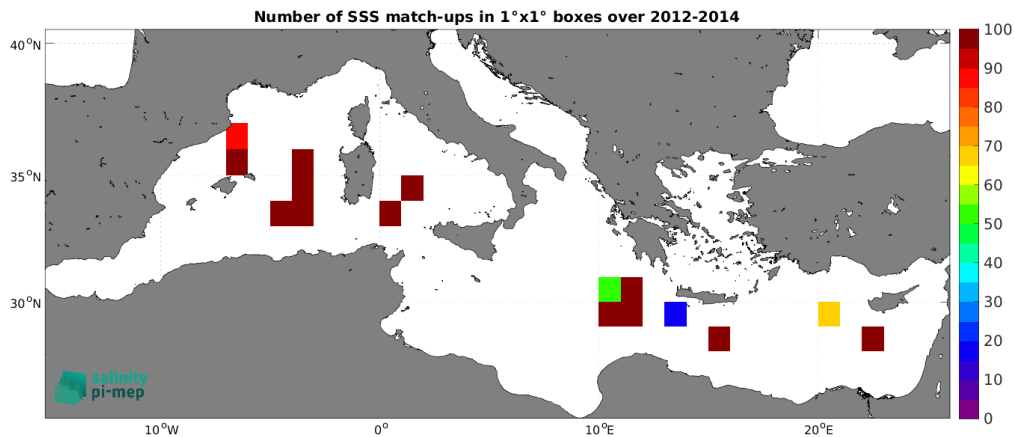 Number of SSS match-ups in 1°x1° boxes over 2012-2014
40°N
35°N
30°N
10°W
0°
10°E
20°E
100
90
80
70
60
50
40
30
20
10
0
salinity
pi-mep